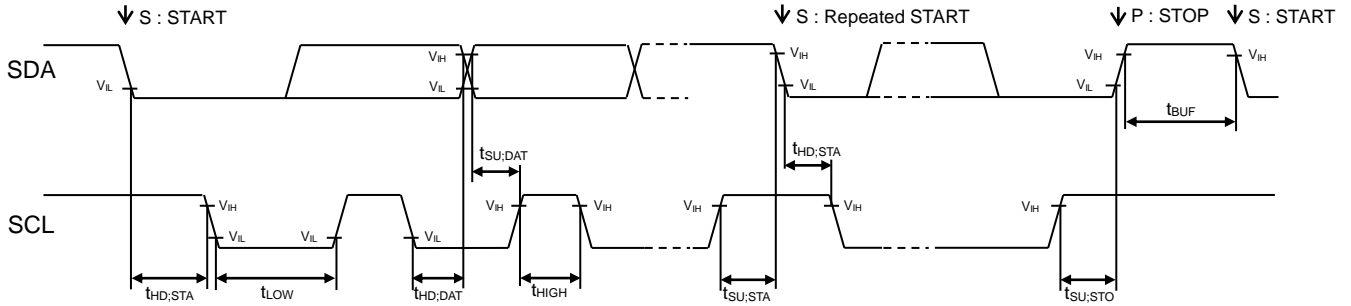 S : START
S : Repeated START
P : STOP
S : START
SDA
VIL
VIH
VIL
VIH
VIL
VIL
VIH
VIH
tBUF
tSU;DAT
tHD;STA
SCL
VIH
VIL
VIL
VIL
VIH
VIH
VIH
VIH
VIH
tHD;STA
tLOW
tHD;DAT
tHIGH
tSU;STA
tSU;STO